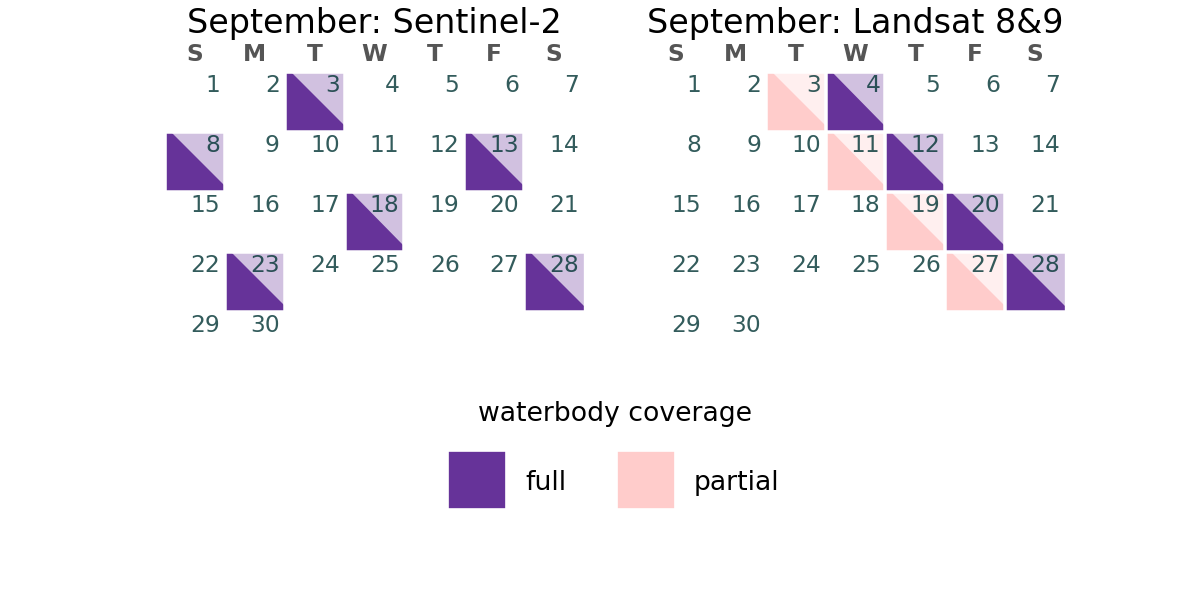 September: Sentinel-2
S M T W T F S
1 2 3 4 5 6 7
8 9 10 11 12 13 14
15 16 17 18 19 20 21
22 23 24 25 26 27 28
29 30
September: Landsat 8&9
S M T W T F S
1 2 3 4 5 6 7
8 9 10 11 12 13 14
15 16 17 18 19 20 21
22 23 24 25 26 27 28
29 30
waterbody coverage
full
partial